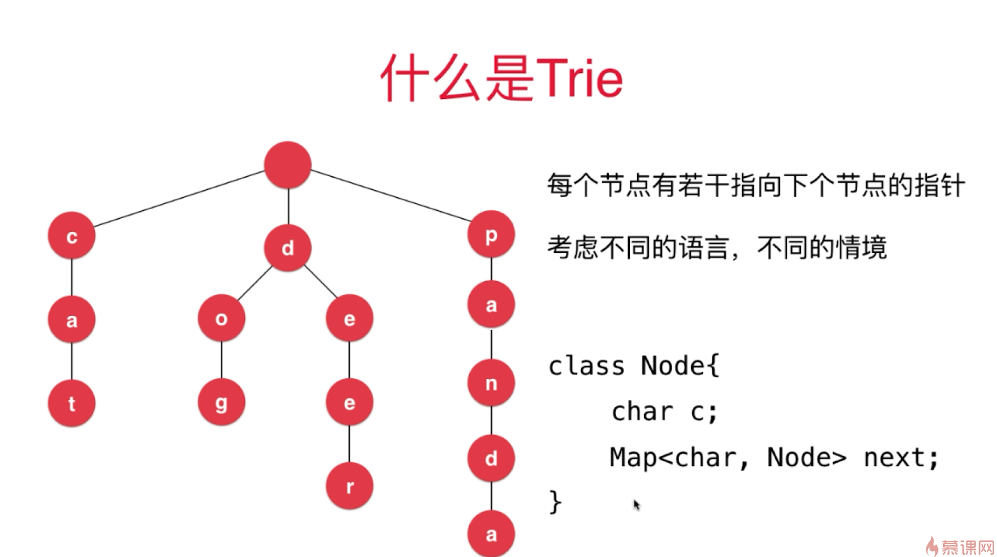 什么是Trie
每个节点有若干指向下个节点的指针
考虑不同的语言，不同的情境
c
d
p
a
o
e
a
t
g
e
n
r
d
a
class Node{
char c;
Map<char, Node> next;
}
慕课网